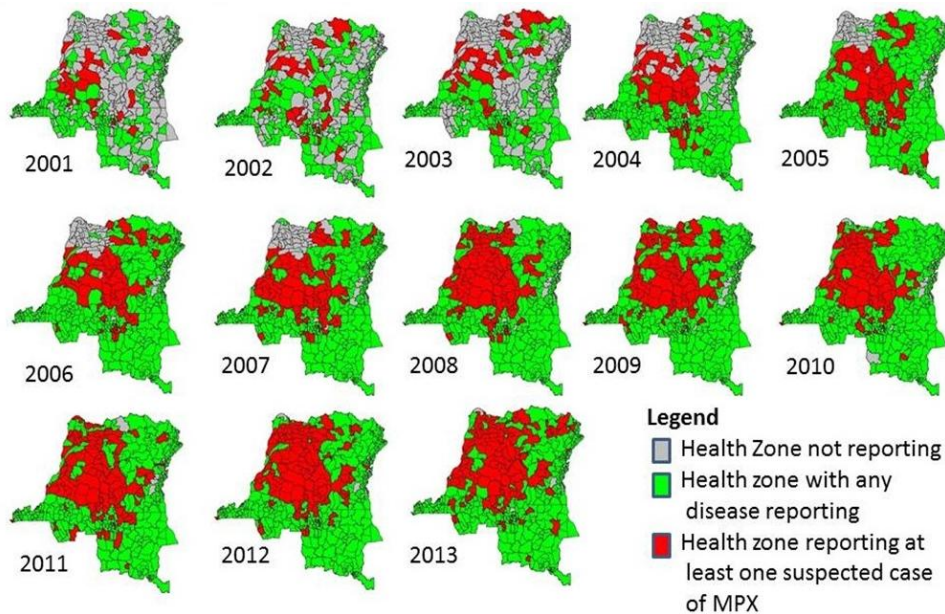 2001
2002
2003
2004
2005
2006
2007
2008
2009
2010
2011
2012
2013
Legend
Health Zone not reporting
Health zone with any
disease reporting
Health zone reporting at
least one suspected case
of MPX